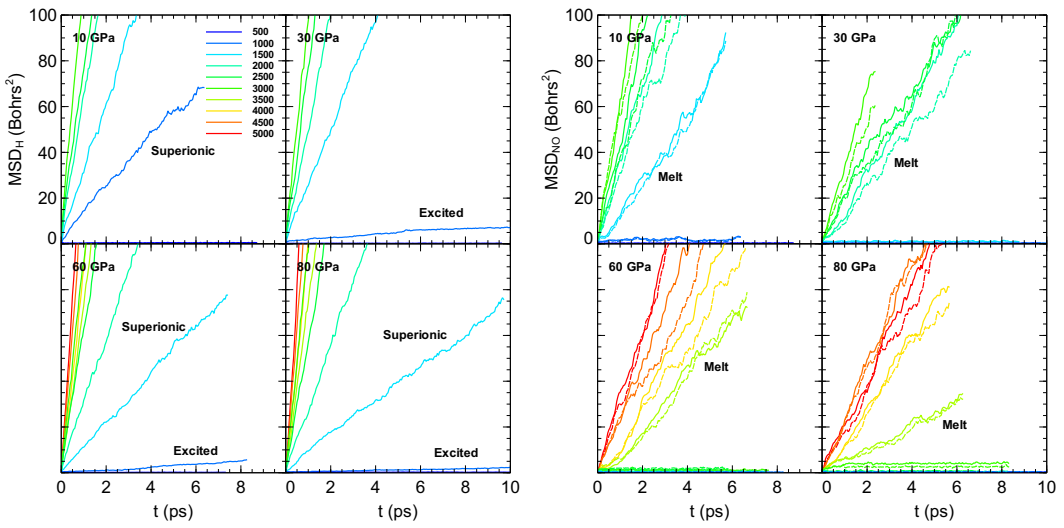 100
80
60
40
20
0
MSD_H (Bohrs²)
10 GPa
500
1000
1500
2000
2500
3000
3500
4000
4500
5000
Superionic
30 GPa
Excited
60 GPa
Superionic
Excited
80 GPa
Superionic
Excited
0 2 4 6 8 0 2 4 6 8 10
t (ps) t (ps)
100
80
60
40
20
0
MSD_NO (Bohrs²)
10 GPa
Melt
30 GPa
Melt
60 GPa
Melt
80 GPa
Melt
0 2 4 6 8 0 2 4 6 8 10
t (ps) t (ps)